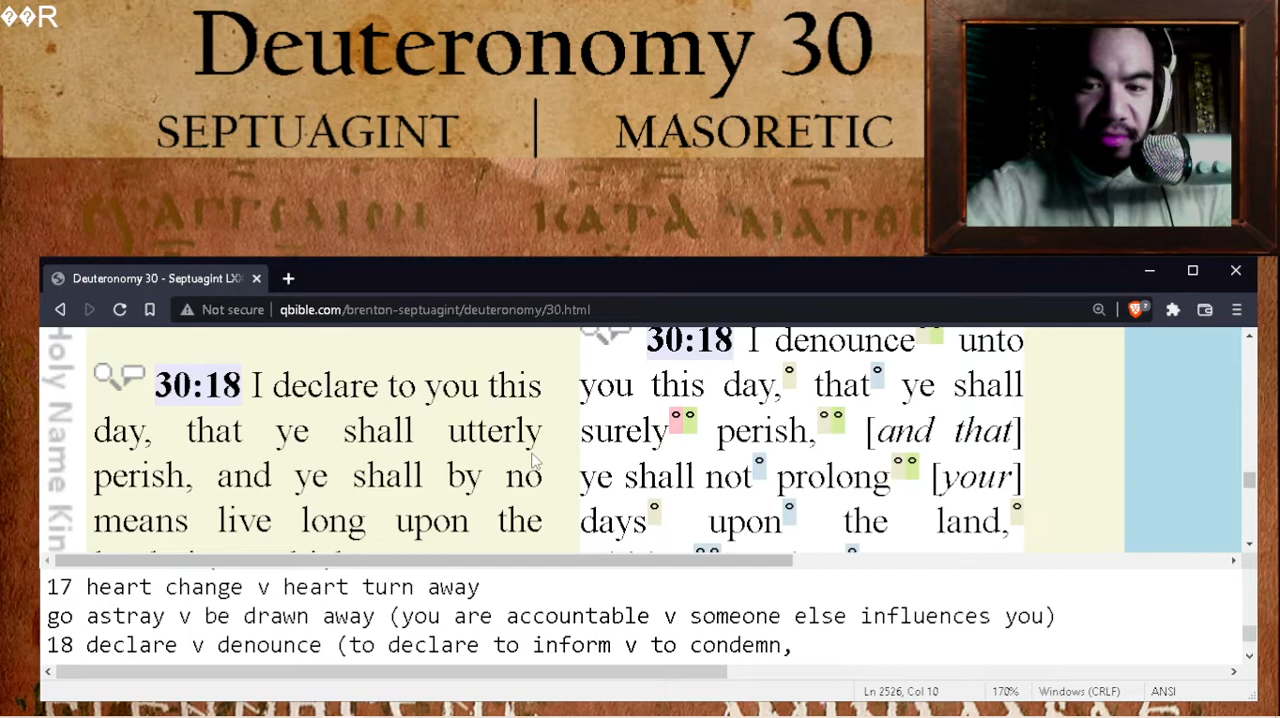 ��R
Deuteronomy 30
SEPTUAGINT | MASORETIC
Deuteronomy 30 - Septuagint LXX
Not secure qbible.com/brenton-septuagint/deuteronomy/30.html
Holy Name Kin
30:18 I declare to you this
day, that ye shall utterly
perish, and ye shall by no
means live long upon the
30:18 I denounce°° unto
you this day,° that° ye shall
surely°° perish,°° [and that]
ye shall not° prolong°° [your]
days° upon° the land,°
17 heart change v heart turn away
go astray v be drawn away (you are accountable v someone else influences you)
18 declare v denounce (to declare to inform v to condemn,
Ln 2526, Col 10 170% Windows (CRLF) ANSI